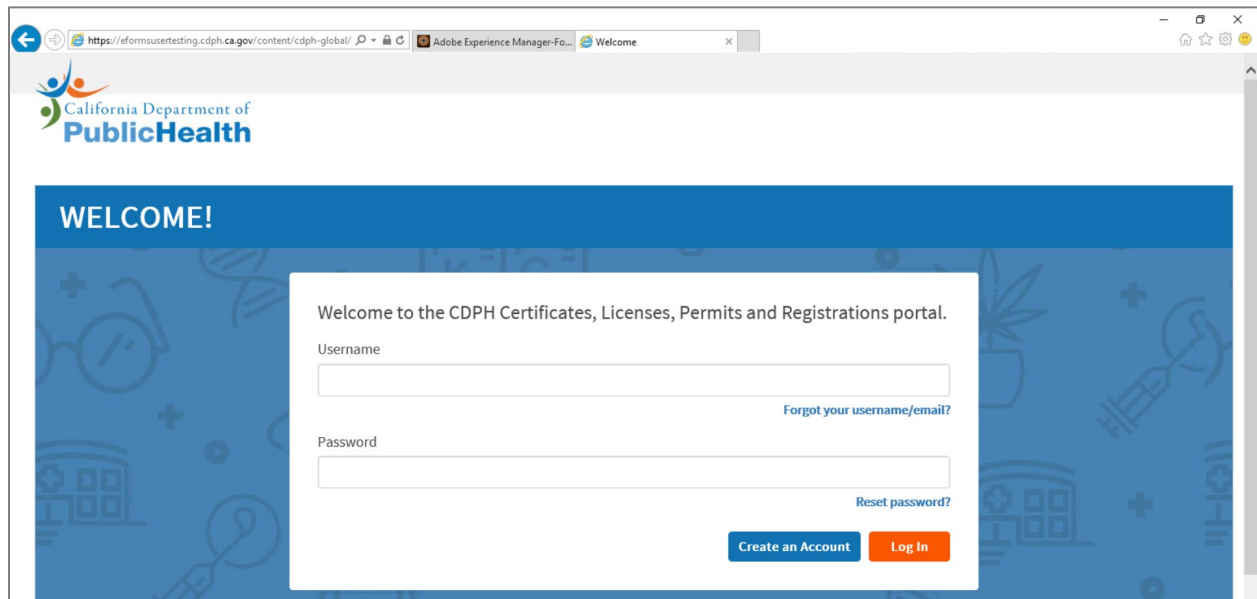 https://eformsusertesting.cdph.ca.gov/content/cdph-global/
Adobe Experience Manager-Fo...
Welcome
California Department of
PublicHealth
WELCOME!
Welcome to the CDPH Certificates, Licenses, Permits and Registrations portal.
Username
Forgot your username/email?
Password
Reset password?
Create an Account
Log In